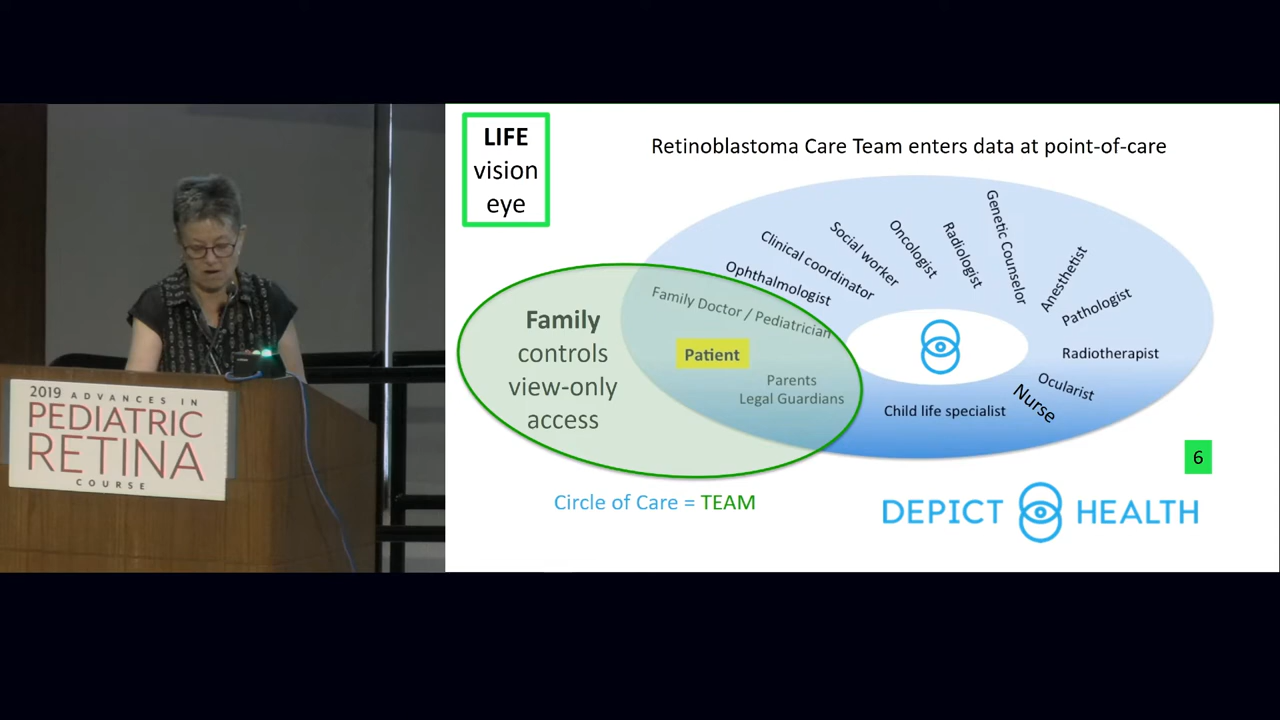 LIFE
vision
eye
Retinoblastoma Care Team enters data at point-of-care
Genetic Counselor
Radiologist
Oncologist
Social worker
Clinical coordinator
Ophthalmologist
Anesthetist
Pathologist
Family Doctor / Pediatrician
Family
controls
view-only
access
Patient
Radiotherapist
Parents
Legal Guardians
Ocularist
Nurse
Child life specialist
6
Circle of Care = TEAM
DEPICT HEALTH
2019 ADVANCES IN
PEDIATRIC
RETINA
COURSE